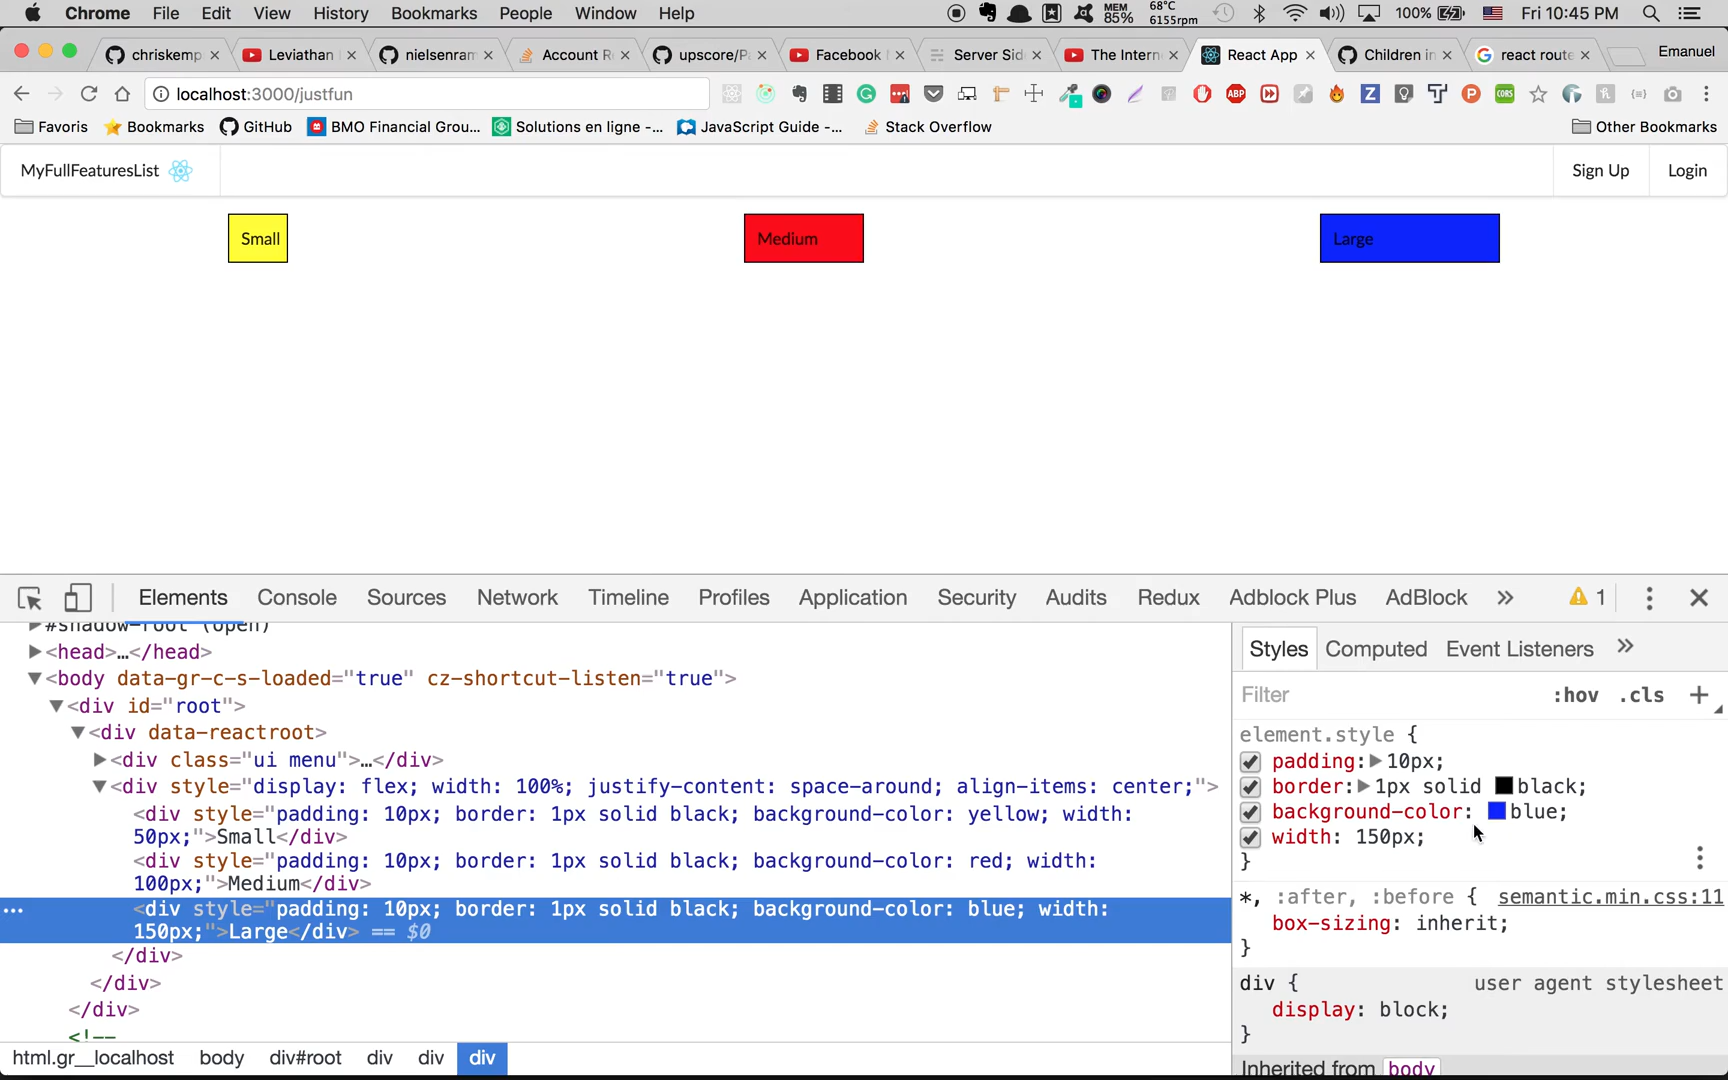 Chrome File Edit View History Bookmarks People Window Help MEM 85% 68°C 6155rpm 100% Fri 10:45 PM
chriskemp × Leviathan × nielsenram × Account R × upscore/P × Facebook × Server Sid × The Intern × React App × Children in × react route × Emanuel
localhost:3000/justfun
Favoris Bookmarks GitHub BMO Financial Grou... Solutions en ligne -... JavaScript Guide -... Stack Overflow Other Bookmarks
MyFullFeaturesList Sign Up Login
Small Medium Large
Elements Console Sources Network Timeline Profiles Application Security Audits Redux Adblock Plus AdBlock » 1
#shadow-root (open)
<head>…</head>
<body data-gr-c-s-loaded="true" cz-shortcut-listen="true">
<div id="root">
<div data-reactroot>
<div class="ui menu">…</div>
<div style="display: flex; width: 100%; justify-content: space-around; align-items: center;">
<div style="padding: 10px; border: 1px solid black; background-color: yellow; width:
50px;">Small</div>
<div style="padding: 10px; border: 1px solid black; background-color: red; width:
100px;">Medium</div>
<div style="padding: 10px; border: 1px solid black; background-color: blue; width:
150px;">Large</div> == $0
</div>
</div>
</div>
<!--
html.gr__localhost body div#root div div div
Styles Computed Event Listeners »
Filter :hov .cls +
element.style {
padding: 10px;
border: 1px solid black;
background-color: blue;
width: 150px;
}
*, :after, :before { semantic.min.css:11
box-sizing: inherit;
}
div { user agent stylesheet
display: block;
}
Inherited from body